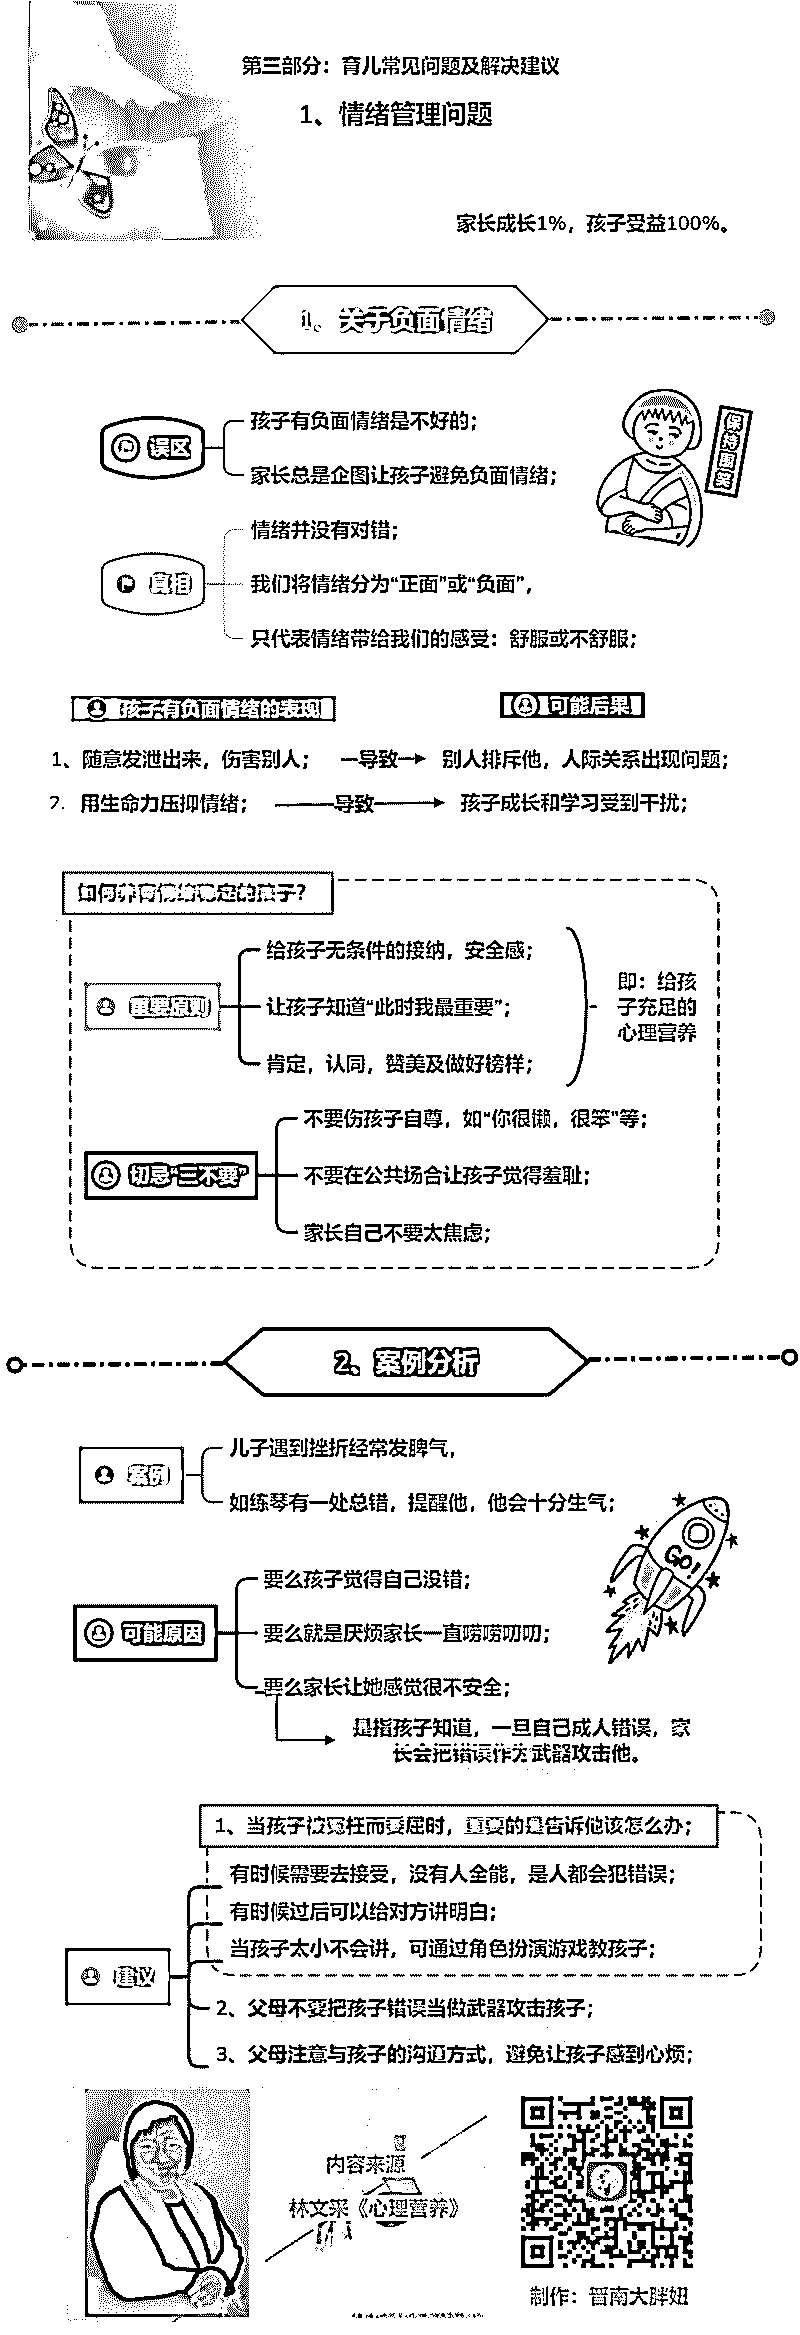 第三部分：育儿常见问题及解决建议
1、情绪管理问题
家长成长1%，孩子受益100%。
1、关于负面情绪
误区
孩子有负面情绪是不好的；
家长总是企图让孩子避免负面情绪；
保持围笑
真相
情绪并没有对错；
我们将情绪分为“正面”或“负面”，
只代表情绪带给我们的感受：舒服或不舒服；
孩子有负面情绪的表现
可能后果
1、随意发泄出来，伤害别人；
导致
别人排斥他，人际关系出现问题；
2. 用生命力压抑情绪；
导致
孩子成长和学习受到干扰；
如何养育情绪稳定的孩子？
重要原则
给孩子无条件的接纳，安全感；
让孩子知道“此时我最重要”；
肯定，认同，赞美及做好榜样；
即：给孩
子充足的
心理营养
切忌“三不要”
不要伤孩子自尊，如“你很懒，很笨”等；
不要在公共场合让孩子觉得羞耻；
家长自己不要太焦虑；
2、案例分析
案例
儿子遇到挫折经常发脾气，
如练琴有一处总错，提醒他，他会十分生气；
GO!
可能原因
要么孩子觉得自己没错；
要么就是厌烦家长一直唠唠叨叨；
要么家长让她感觉很不安全；
是指孩子知道，一旦自己成人错误，家
长会把错误作为武器攻击他。
建议
1、当孩子被冤枉而委屈时，重要的是告诉他该怎么办；
有时候需要去接受，没有人全能，是人都会犯错误；
有时候过后可以给对方讲明白；
当孩子太小不会讲，可通过角色扮演游戏教孩子；
2、父母不要把孩子错误当做武器攻击孩子；
3、父母注意与孩子的沟通方式，避免让孩子感到心烦；
内容来源
林文采《心理营养》
制作：晋南大胖妞